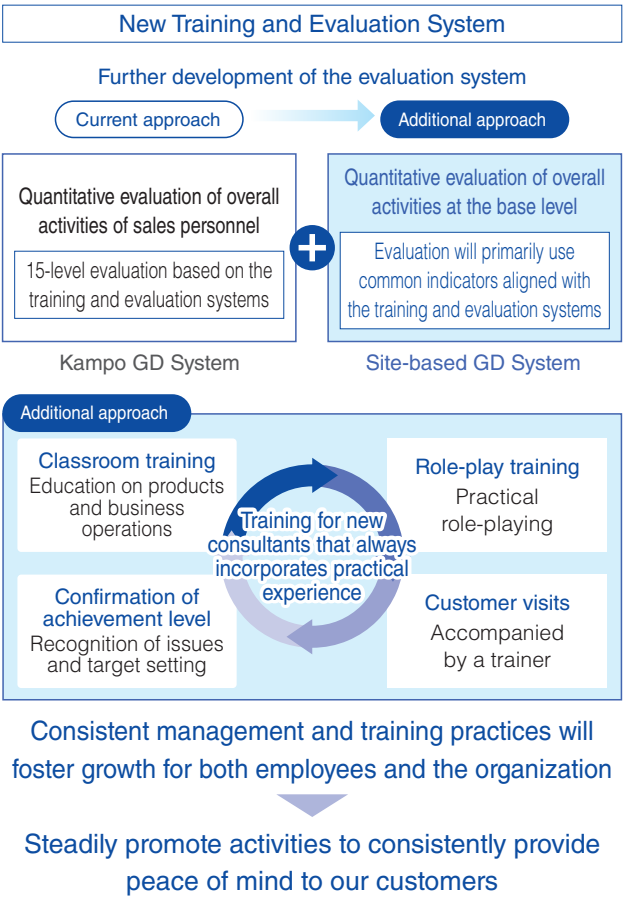 New Training and Evaluation System
Further development of the evaluation system
Current approach
Additional approach
Quantitative evaluation of overall
activities of sales personnel
15-level evaluation based on the
training and evaluation systems
Kampo GD System
Quantitative evaluation of overall
activities at the base level
Evaluation will primarily use
common indicators aligned with
the training and evaluation systems
Site-based GD System
Additional approach
Classroom training
Education on products
and business
operations
Role-play training
Practical
role-playing
Training for new
consultants that always
incorporates practical
experience
Confirmation of
achievement level
Recognition of issues
and target setting
Customer visits
Accompanied
by a trainer
Consistent management and training practices will
foster growth for both employees and the organization
Steadily promote activities to consistently provide
peace of mind to our customers